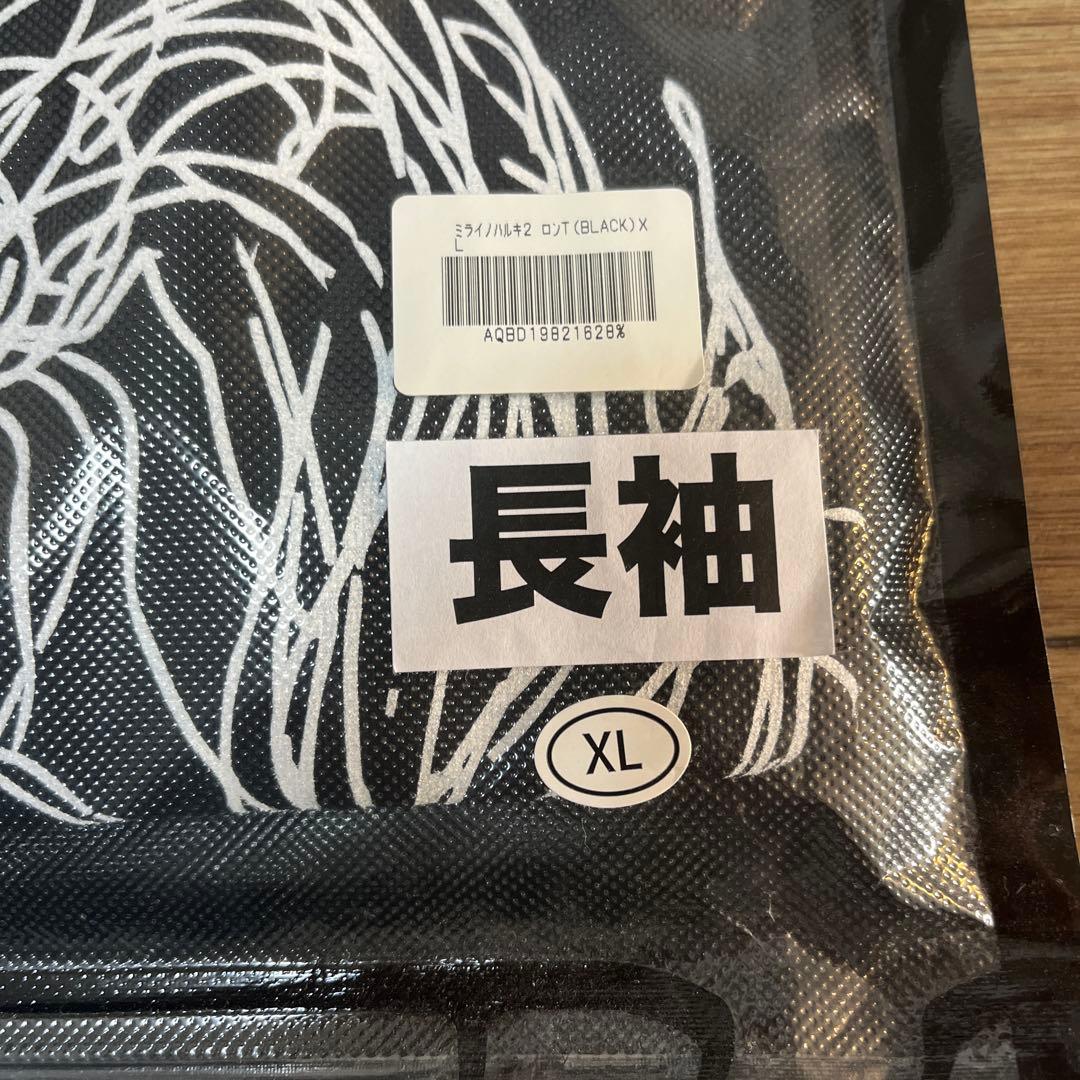 ﾐﾗｲﾉﾊﾙｷ2 ﾛﾝT(BLACK)X
L
AQBD19821628%
長袖
XL